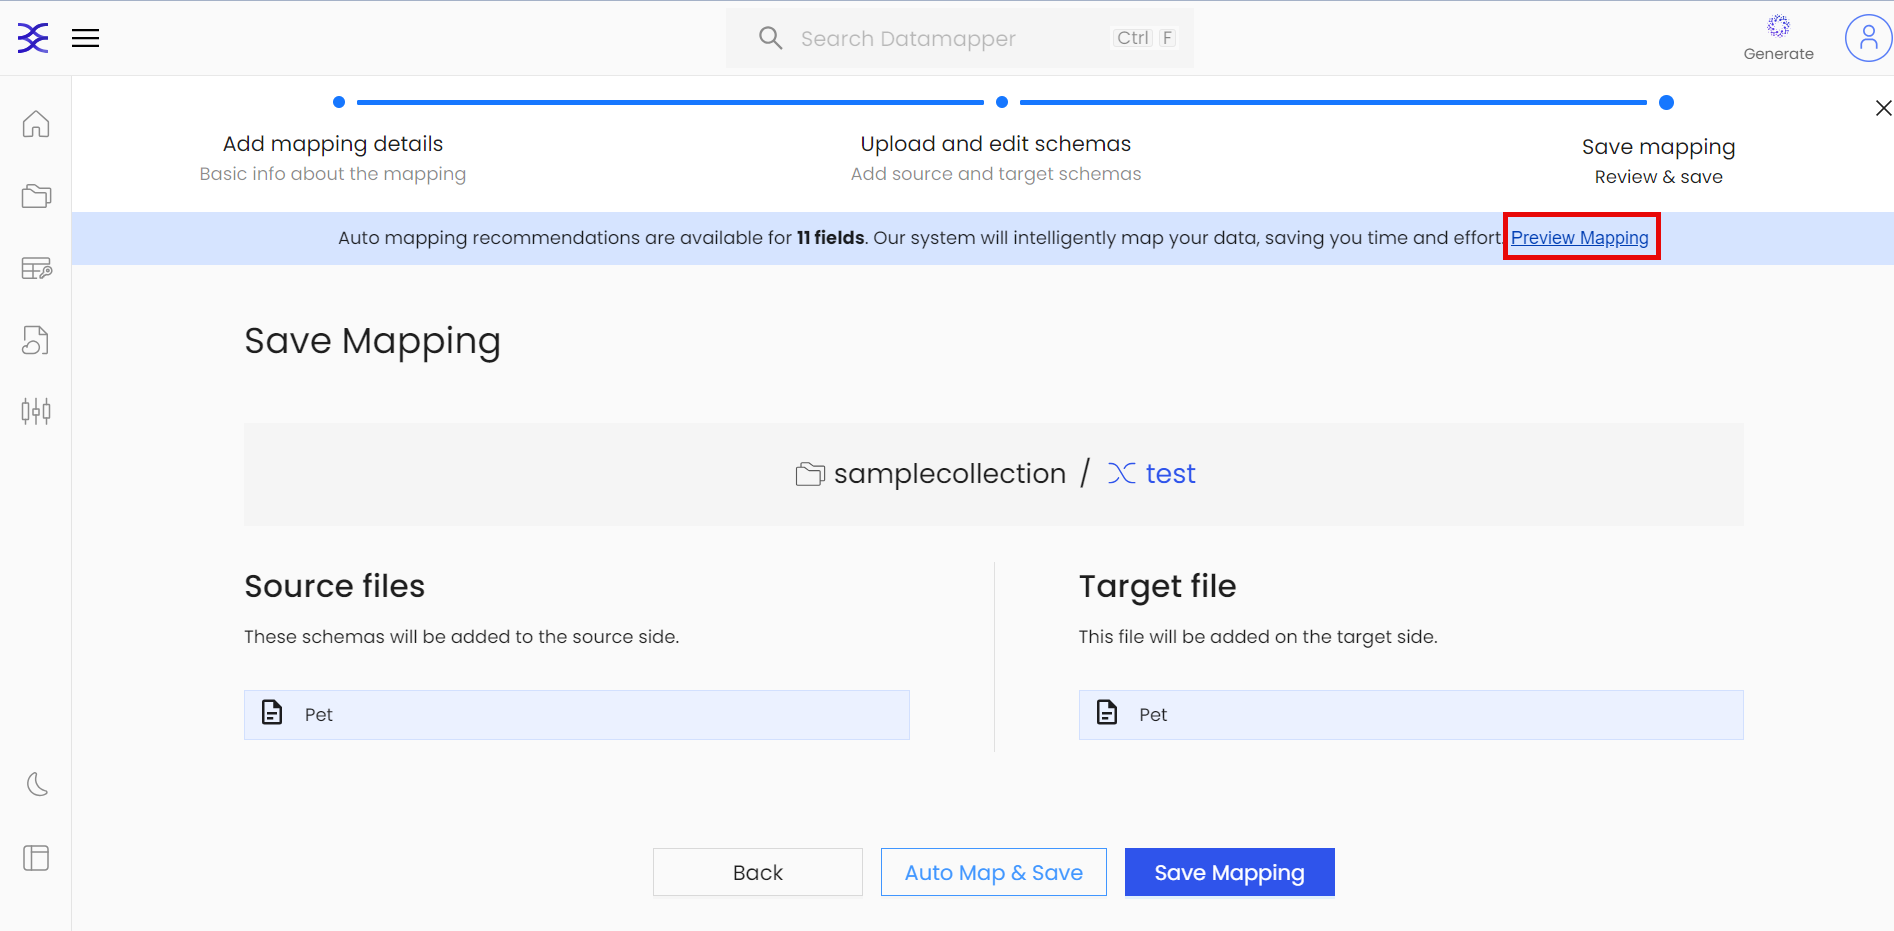 Search Datamapper Ctrl F
Generate
Add mapping details
Basic info about the mapping
Upload and edit schemas
Add source and target schemas
Save mapping
Review & save
Auto mapping recommendations are available for 11 fields. Our system will intelligently map your data, saving you time and effort. Preview Mapping
Save Mapping
samplecollection / test
Source files
These schemas will be added to the source side.
Pet
Target file
This file will be added on the target side.
Pet
Back
Auto Map & Save
Save Mapping